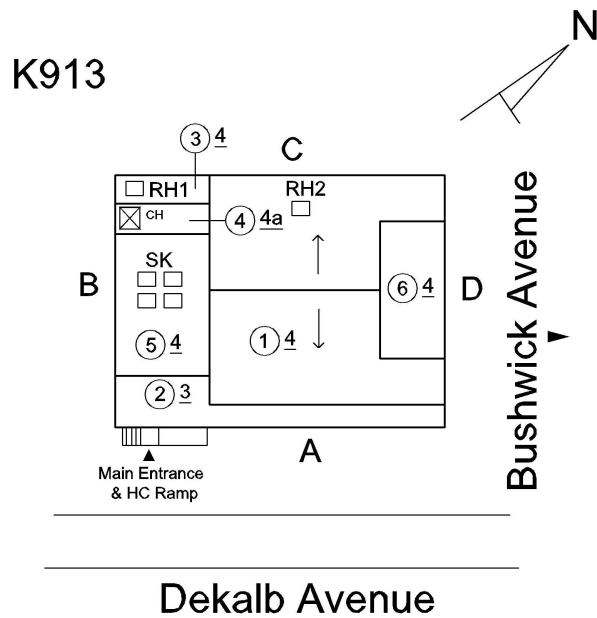 N
K913
3 4
C
RH1
RH2
CH
4 4a
SK
B
6 4
D
5 4
1 4
2 3
A
Main Entrance
& HC Ramp
Bushwick Avenue
Dekalb Avenue